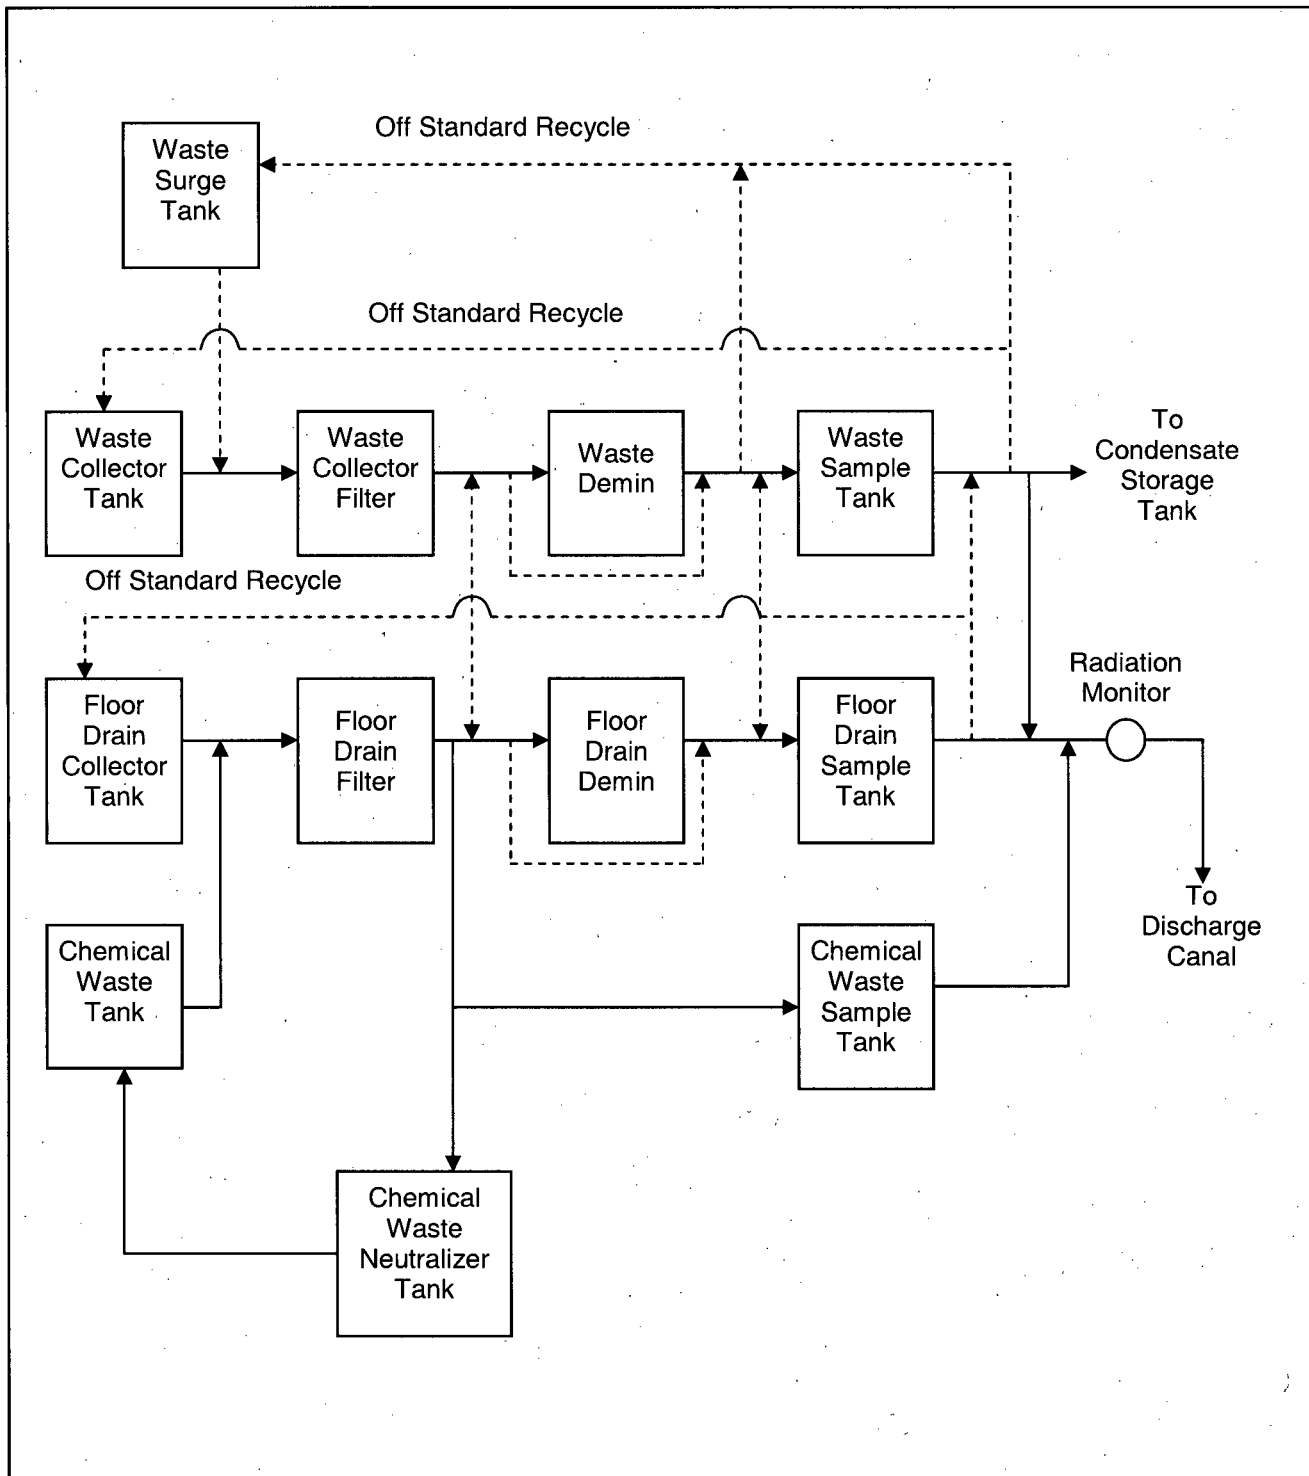 Off Standard Recycle
Waste
Surge
Tank
Off Standard Recycle
Waste
Collector
Tank
Waste
Collector
Filter
Waste
Demin
Waste
Sample
Tank
To
Condensate
Storage
Tank
Off Standard Recycle
Floor
Drain
Collector
Tank
Floor
Drain
Filter
Floor
Drain
Demin
Floor
Drain
Sample
Tank
Radiation
Monitor
To
Discharge
Canal
Chemical
Waste
Tank
Chemical
Waste
Sample
Tank
Chemical
Waste
Neutralizer
Tank